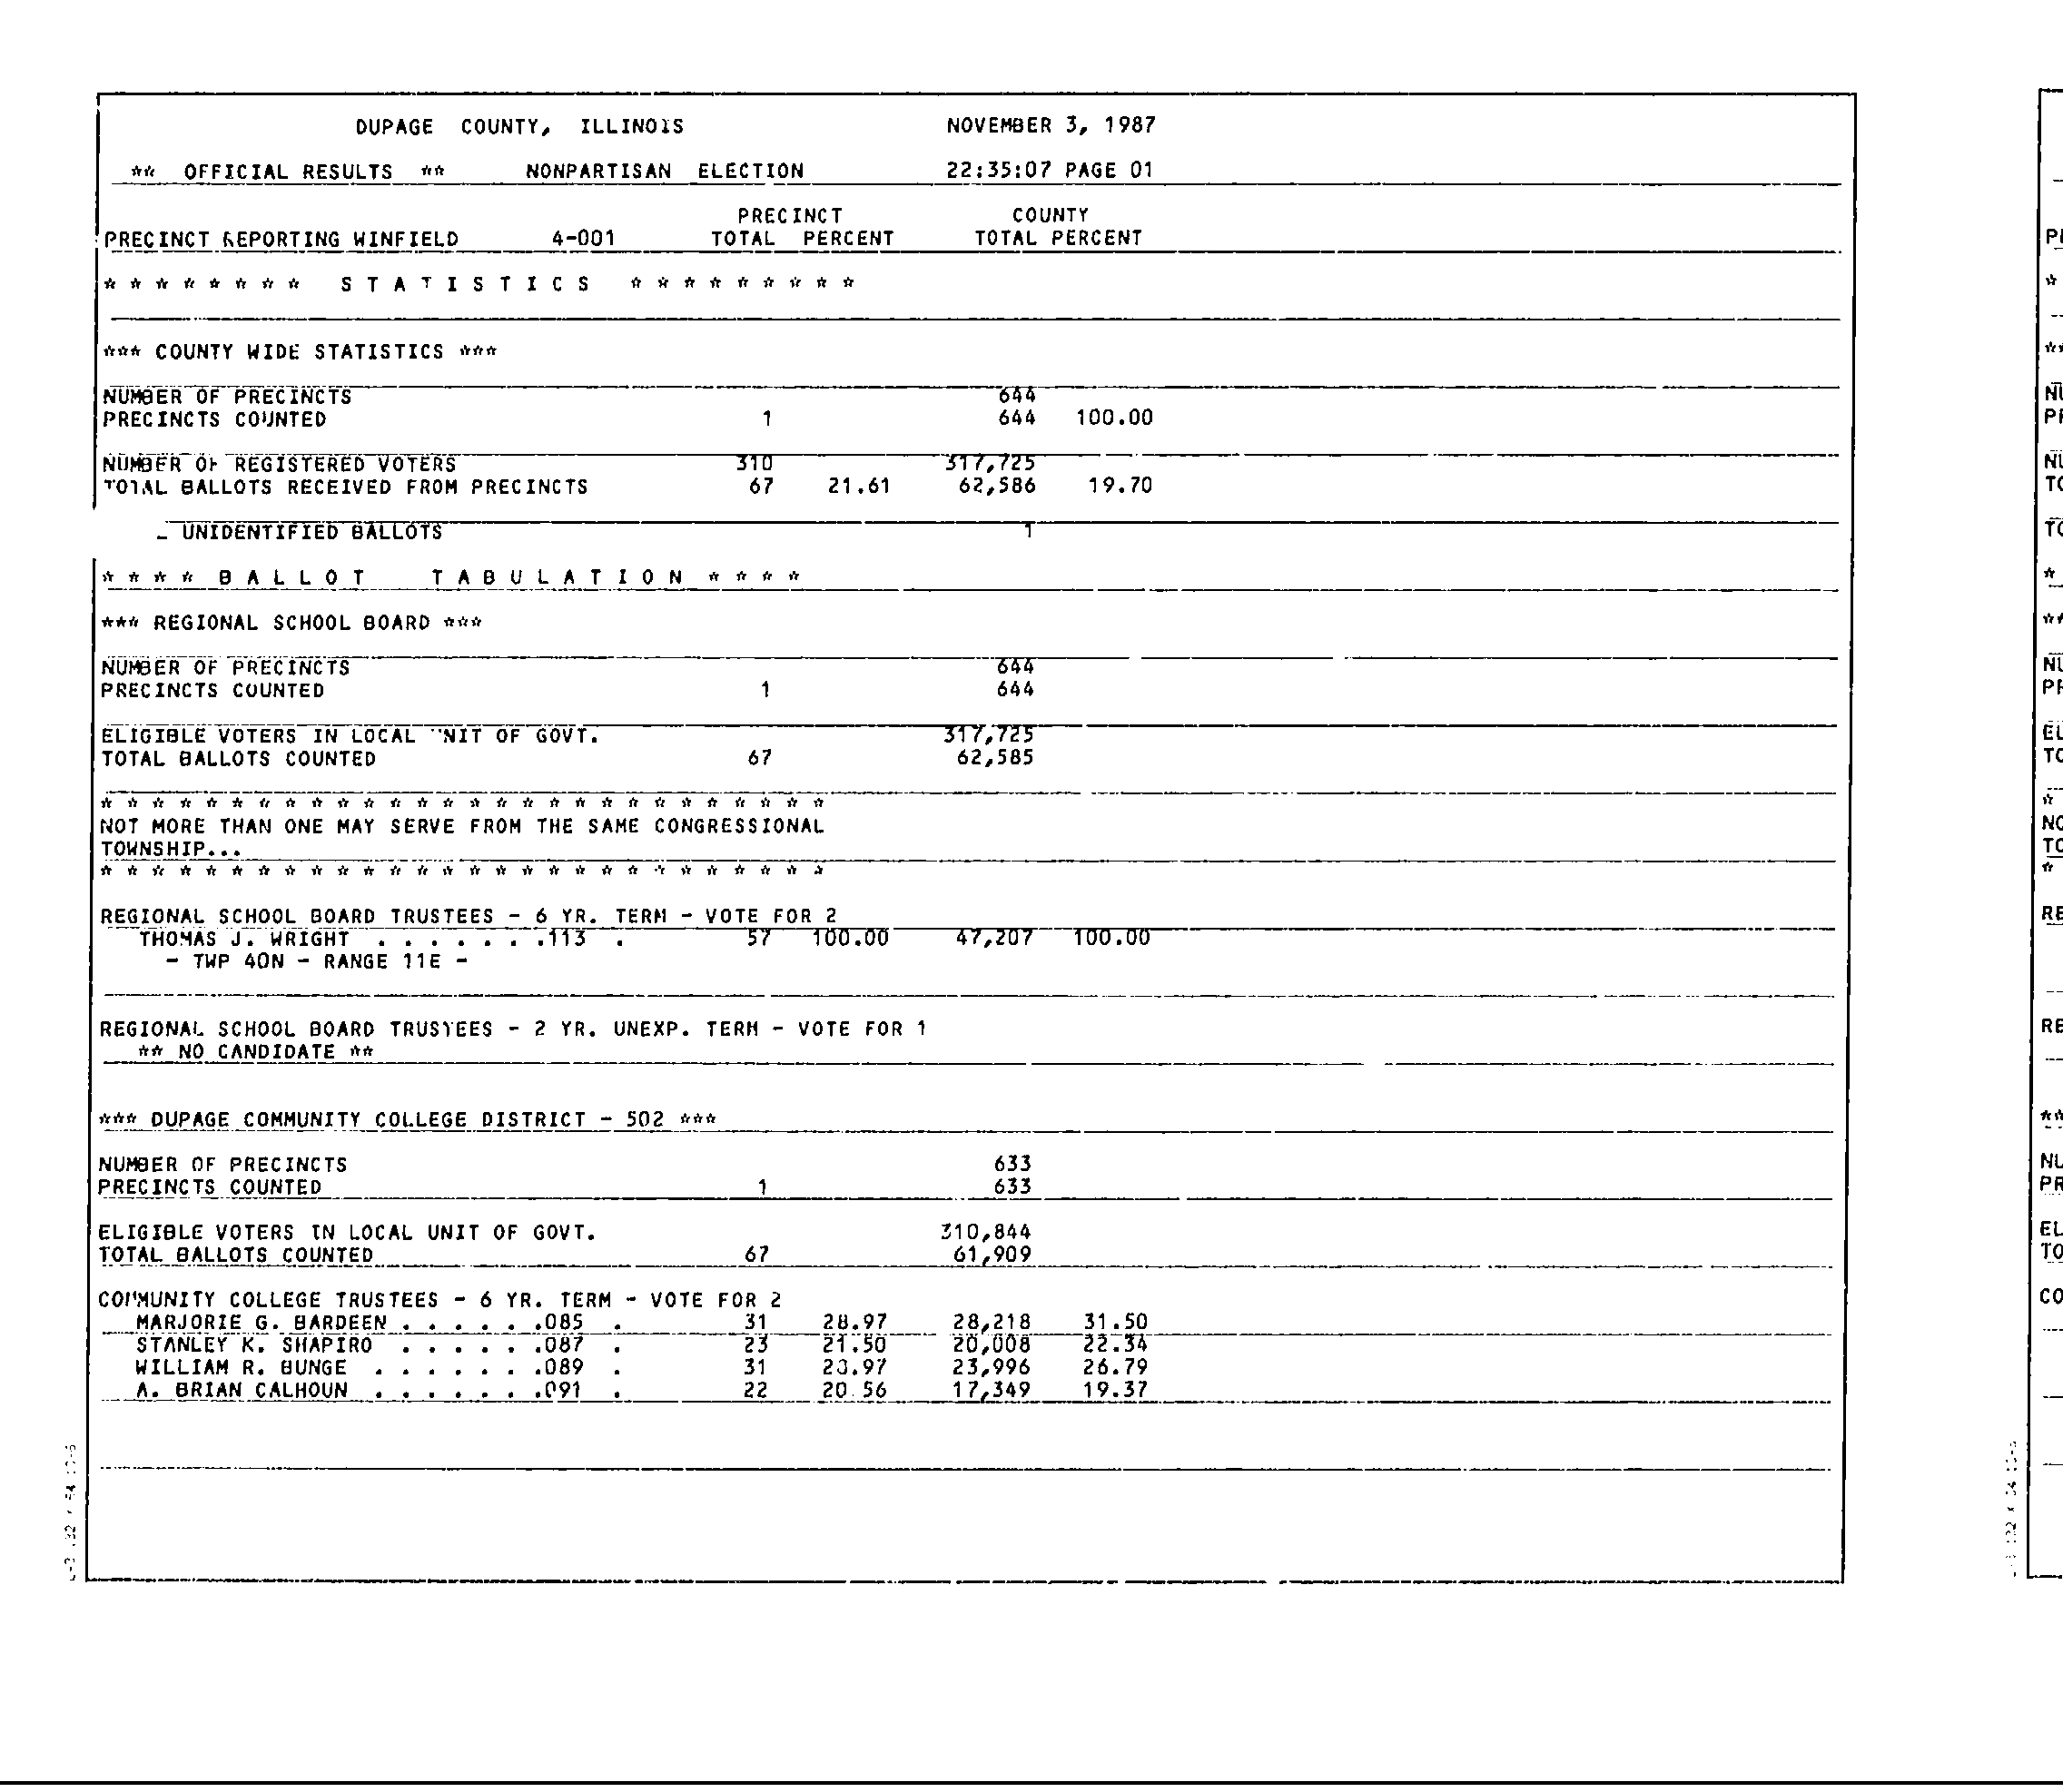 DUPAGE COUNTY, ILLINOIS NOVEMBER 3, 1987
** OFFICIAL RESULTS ** NONPARTISAN ELECTION 22:35:07 PAGE 01
PRECINCT COUNTY
PRECINCT REPORTING WINFIELD 4-001 TOTAL PERCENT TOTAL PERCENT
* * * * * * * * S T A T I S T I C S * * * * * * * * *
*** COUNTY WIDE STATISTICS ***
NUMBER OF PRECINCTS 644
PRECINCTS COUNTED 1 644 100.00
NUMBER OF REGISTERED VOTERS 310 317,725
TOTAL BALLOTS RECEIVED FROM PRECINCTS 67 21.61 62,586 19.70
UNIDENTIFIED BALLOTS 1
* * * * B A L L O T T A B U L A T I O N * * * *
*** REGIONAL SCHOOL BOARD ***
NUMBER OF PRECINCTS 644
PRECINCTS COUNTED 1 644
ELIGIBLE VOTERS IN LOCAL UNIT OF GOVT. 317,725
TOTAL BALLOTS COUNTED 67 62,585
* * * * * * * * * * * * * * * * * * * * * * * * * * * *
NOT MORE THAN ONE MAY SERVE FROM THE SAME CONGRESSIONAL
TOWNSHIP...
* * * * * * * * * * * * * * * * * * * * * * * * * * * *
REGIONAL SCHOOL BOARD TRUSTEES - 6 YR. TERM - VOTE FOR 2
THOMAS J. WRIGHT . . . . . . .113 . 57 100.00 47,207 100.00
- TWP 40N - RANGE 11E -
REGIONAL SCHOOL BOARD TRUSTEES - 2 YR. UNEXP. TERM - VOTE FOR 1
** NO CANDIDATE **
*** DUPAGE COMMUNITY COLLEGE DISTRICT - 502 ***
NUMBER OF PRECINCTS 633
PRECINCTS COUNTED 1 633
ELIGIBLE VOTERS IN LOCAL UNIT OF GOVT. 310,844
TOTAL BALLOTS COUNTED 67 61,909
COMMUNITY COLLEGE TRUSTEES - 6 YR. TERM - VOTE FOR 2
MARJORIE G. BARDEEN . . . . . .085 . 31 28.97 28,218 31.50
STANLEY K. SHAPIRO . . . . . .087 . 23 21.50 20,008 22.34
WILLIAM R. BUNGE . . . . . . .089 . 31 28.97 23,996 26.79
A. BRIAN CALHOUN . . . . . . .091 . 22 20.56 17,349 19.37